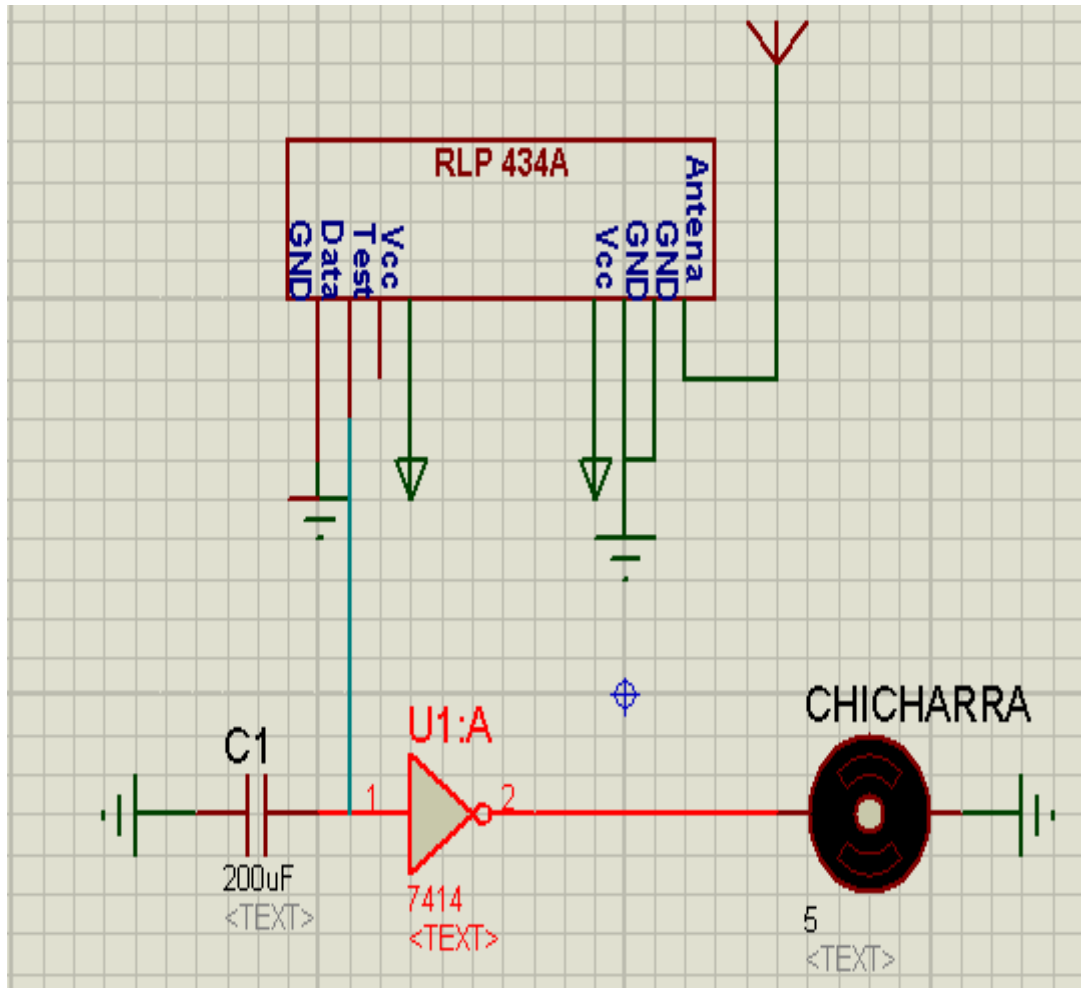 RLP 434A
GND
Data
Test
Vcc
Vcc
GND
GND
Antena
C1
200uF
<TEXT>
U1:A
1
2
7414
<TEXT>
CHICHARRA
5
<TEXT>